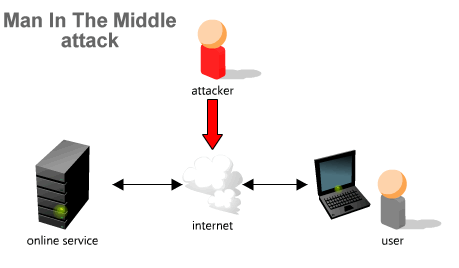 Man In The Middle
attack
attacker
internet
online service
user